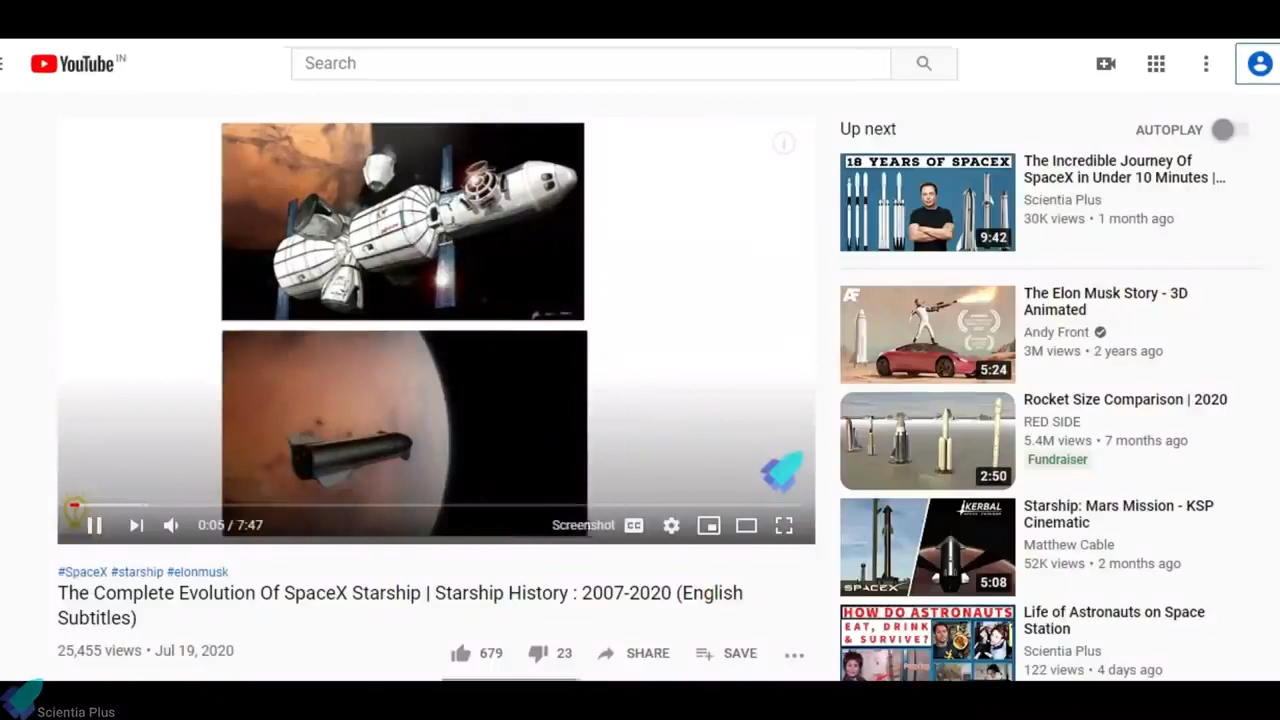 YouTube IN
Search
Up next
AUTOPLAY
18 YEARS OF SPACEX
9:42
The Incredible Journey Of
SpaceX in Under 10 Minutes |...
Scientia Plus
30K views • 1 month ago
AF
5:24
The Elon Musk Story - 3D
Animated
Andy Front
3M views • 2 years ago
2:50
Rocket Size Comparison | 2020
RED SIDE
5.4M views • 7 months ago
Fundraiser
KERBAL
SPACEX
5:08
Starship: Mars Mission - KSP
Cinematic
Matthew Cable
52K views • 2 months ago
HOW DO ASTRONAUTS
EAT, DRINK
& SURVIVE?
Life of Astronauts on Space
Station
Scientia Plus
122 views • 4 days ago
0:05 / 7:47
Screenshot
CC
#SpaceX #starship #elonmusk
The Complete Evolution Of SpaceX Starship | Starship History : 2007-2020 (English
Subtitles)
25,455 views • Jul 19, 2020
679
23
SHARE
SAVE
Scientia Plus